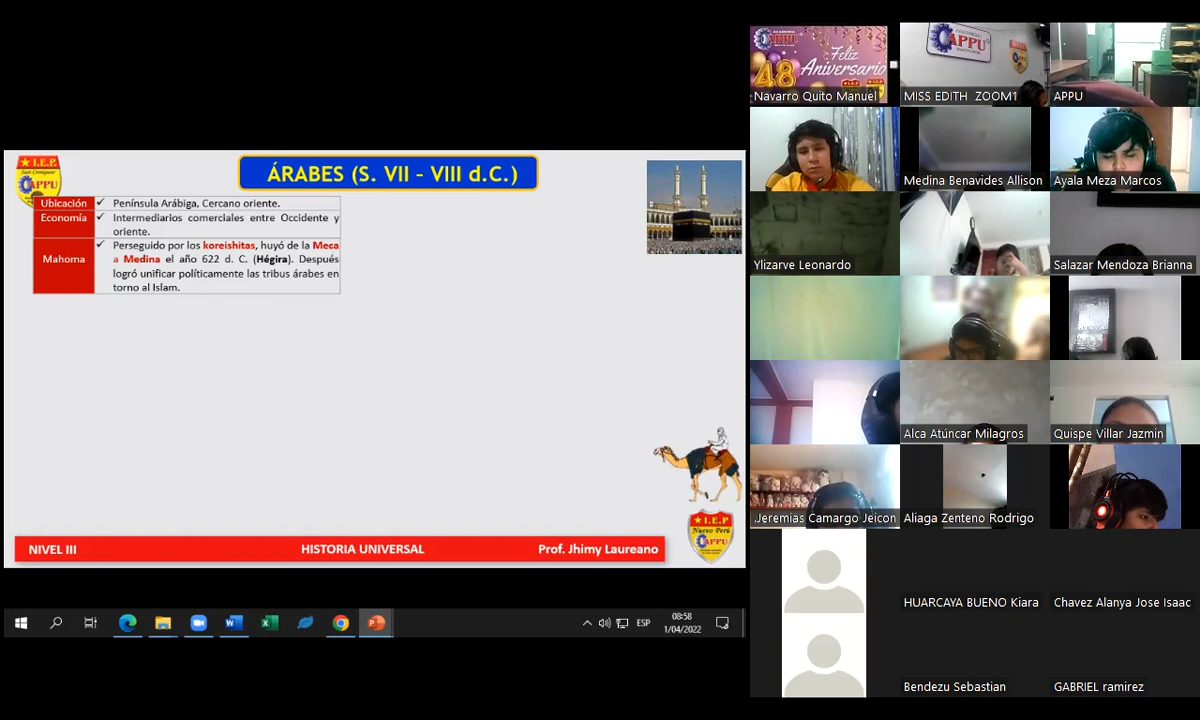 I.E.P.
APPU
ÁRABES (S. VII - VIII d.C.)
Ubicación ✓ Península Arábiga, Cercano oriente.
Economía ✓ Intermediarios comerciales entre Occidente y
oriente.
Mahoma ✓ Perseguido por los koreishitas, huyó de la Meca
a Medina el año 622 d. C. (Hégira). Después
logró unificar políticamente las tribus árabes en
torno al Islam.
I.E.P
Nuevo Perú
APPU
NIVEL III HISTORIA UNIVERSAL Prof. Jhimy Laureano
ESP
08:58
1/04/2022
APPU
Feliz
48 Aniversario
Navarro Quito Manuel
APPU
MISS EDITH ZOOM1
APPU
Medina Benavides Allison
Ayala Meza Marcos
Ylizarve Leonardo
Salazar Mendoza Brianna
Alca Atúncar Milagros
Quispe Villar Jazmin
Jeremias Camargo Jeicon
Aliaga Zenteno Rodrigo
HUARCAYA BUENO Kiara
Chavez Alanya Jose Isaac
Bendezu Sebastian
GABRIEL ramirez